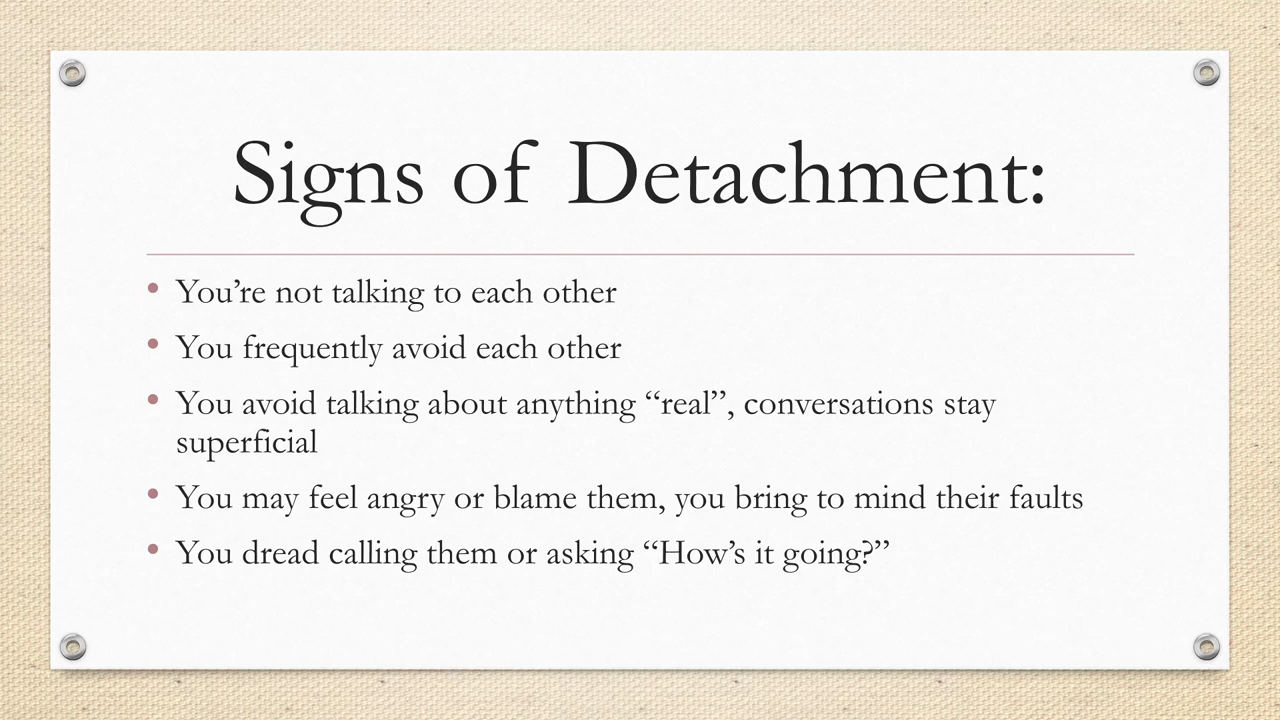 Signs of Detachment:
• You’re not talking to each other
• You frequently avoid each other
• You avoid talking about anything “real”, conversations stay
superficial
• You may feel angry or blame them, you bring to mind their faults
• You dread calling them or asking “How’s it going?”